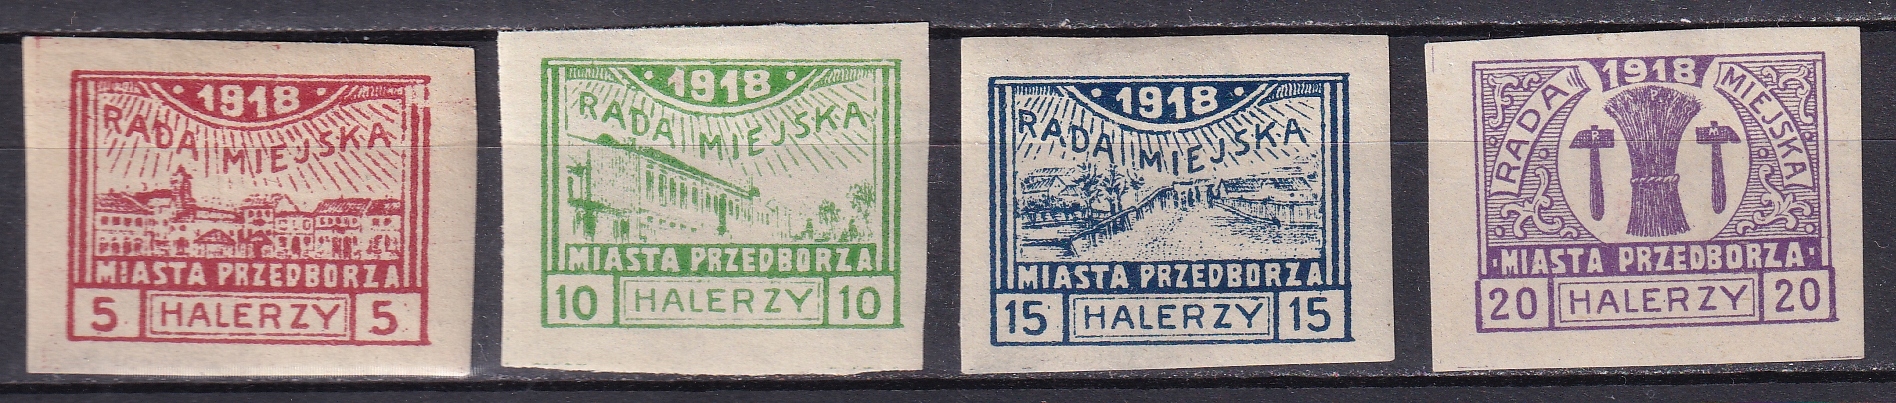 1918
RADA MIEJSKA
MIASTA PRZEDBORZA
5 HALERZY 5
1918
RADA MIEJSKA
MIASTA PRZEDBORZA
10 HALERZY 10
1918
RADA MIEJSKA
MIASTA PRZEDBORZA
15 HALERZY 15
1918
RADA MIEJSKA
P
R M
MIASTA PRZEDBORZA
20 HALERZY 20